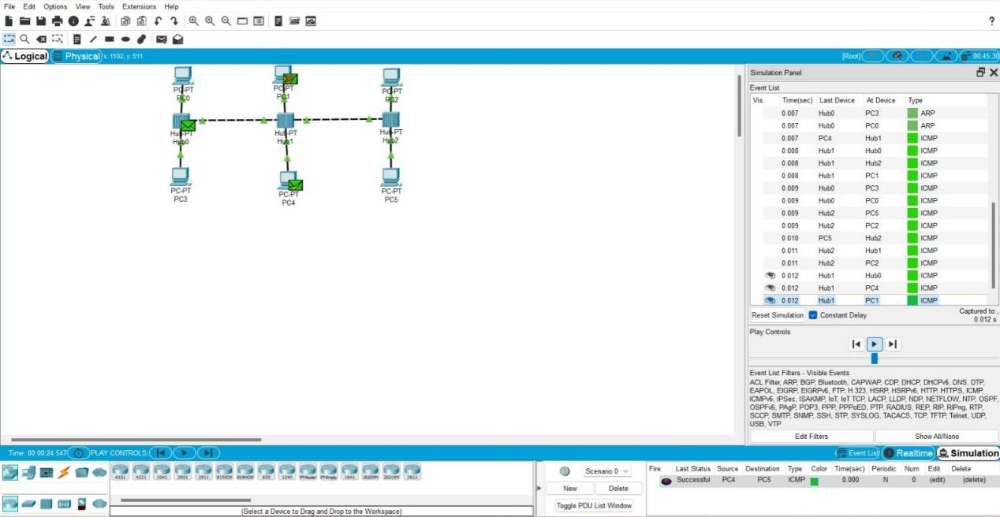 File Edit Options View Tools Extensions Help
?
Logical Physical x: 1102, y: 511 [Root] 00:45:30
PC-PT
PC0
PC-PT
PC1
PC-PT
PC2
Hub-PT
Hub0
Hub-PT
Hub1
Hub-PT
Hub2
PC-PT
PC3
PC-PT
PC4
PC-PT
PC5
Simulation Panel
Event List
Vis. Time(sec) Last Device At Device Type
0.007 Hub0 PC3 ARP
0.007 Hub0 PC0 ARP
0.007 PC4 Hub1 ICMP
0.008 Hub1 Hub0 ICMP
0.008 Hub1 Hub2 ICMP
0.008 Hub1 PC1 ICMP
0.009 Hub0 PC3 ICMP
0.009 Hub0 PC0 ICMP
0.009 Hub2 PC5 ICMP
0.009 Hub2 PC2 ICMP
0.010 PC5 Hub2 ICMP
0.011 Hub2 Hub1 ICMP
0.011 Hub2 PC2 ICMP
0.012 Hub1 Hub0 ICMP
0.012 Hub1 PC4 ICMP
0.012 Hub1 PC1 ICMP
Reset Simulation Constant Delay Captured to:,
0.012 s
Play Controls
Event List Filters - Visible Events
ACL Filter, ARP, BGP, Bluetooth, CAPWAP, CDP, DHCP, DHCPv6, DNS, DTP,
EAPOL, EIGRP, EIGRPv6, FTP, H.323, HSRP, HSRPv6, HTTP, HTTPS, ICMP,
ICMPv6, IPSec, ISAKMP, IoT, IoT TCP, LACP, LLDP, NDP, NETFLOW, NTP, OSPF,
OSPFv6, PAgP, POP3, PPP, PPPoED, PTP, RADIUS, REP, RIP, RIPng, RTP,
SCCP, SMTP, SNMP, SSH, STP, SYSLOG, TACACS, TCP, TFTP, Telnet, UDP,
USB, VTP
Edit Filters Show All/None
Time: 00:00:24.547 PLAY CONTROLS: Event List Realtime Simulation
4331 4321 1941 2901 2911 819IOX 819HGW 829 1240 PT-Router PT-Empty 1841 2620XM 2621XM 2811
(Select a Device to Drag and Drop to the Workspace)
Scenario 0
New Delete
Toggle PDU List Window
Fire Last Status Source Destination Type Color Time(sec) Periodic Num Edit Delete
Successful PC4 PC5 ICMP 0.000 N 0 (edit) (delete)